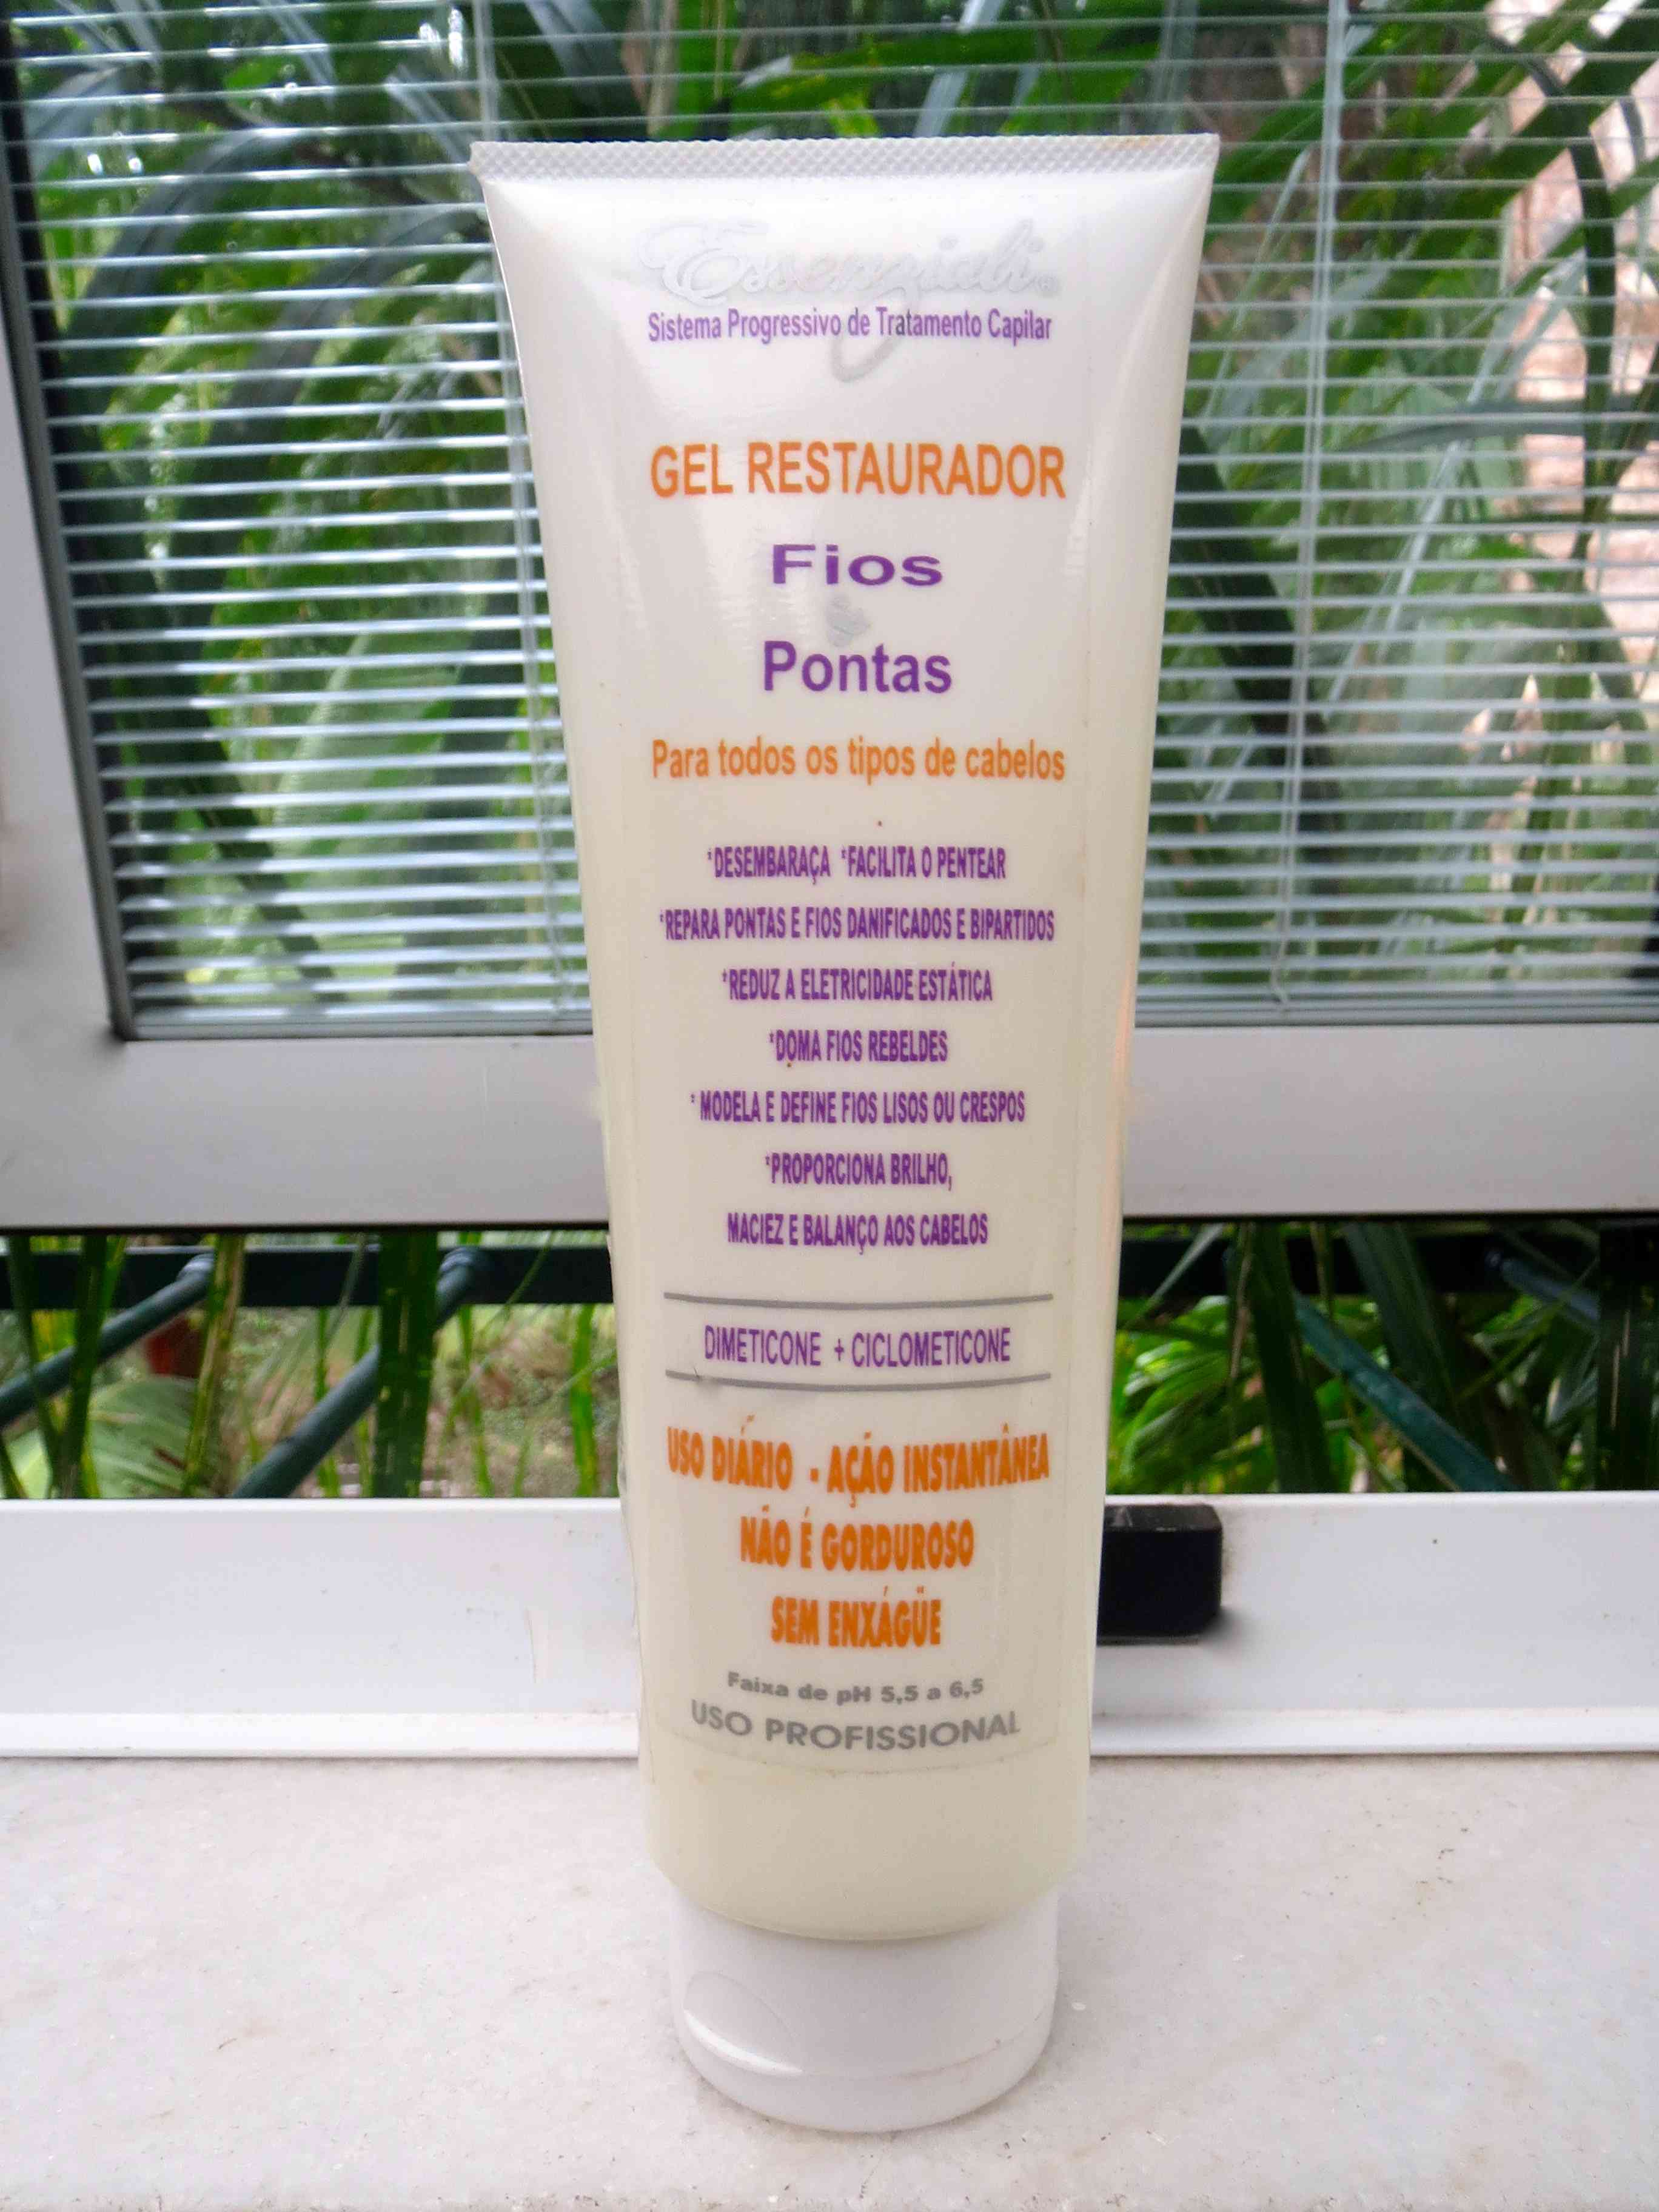 Essenziali
Sistema Progressivo de Tratamento Capilar
GEL RESTAURADOR
Fios
&
Pontas
Para todos os tipos de cabelos
*DESEMBARAÇA *FACILITA O PENTEAR
*REPARA PONTAS E FIOS DANIFICADOS E BIPARTIDOS
*REDUZ A ELETRICIDADE ESTÁTICA
*DOMA FIOS REBELDES
* MODELA E DEFINE FIOS LISOS OU CRESPOS
*PROPORCIONA BRILHO,
MACIEZ E BALANÇO AOS CABELOS
DIMETICONE + CICLOMETICONE
USO DIÁRIO - AÇÃO INSTANTÂNEA
NÃO É GORDUROSO
SEM ENXÁGÜE
Faixa de pH 5,5 a 6,5
USO PROFISSIONAL